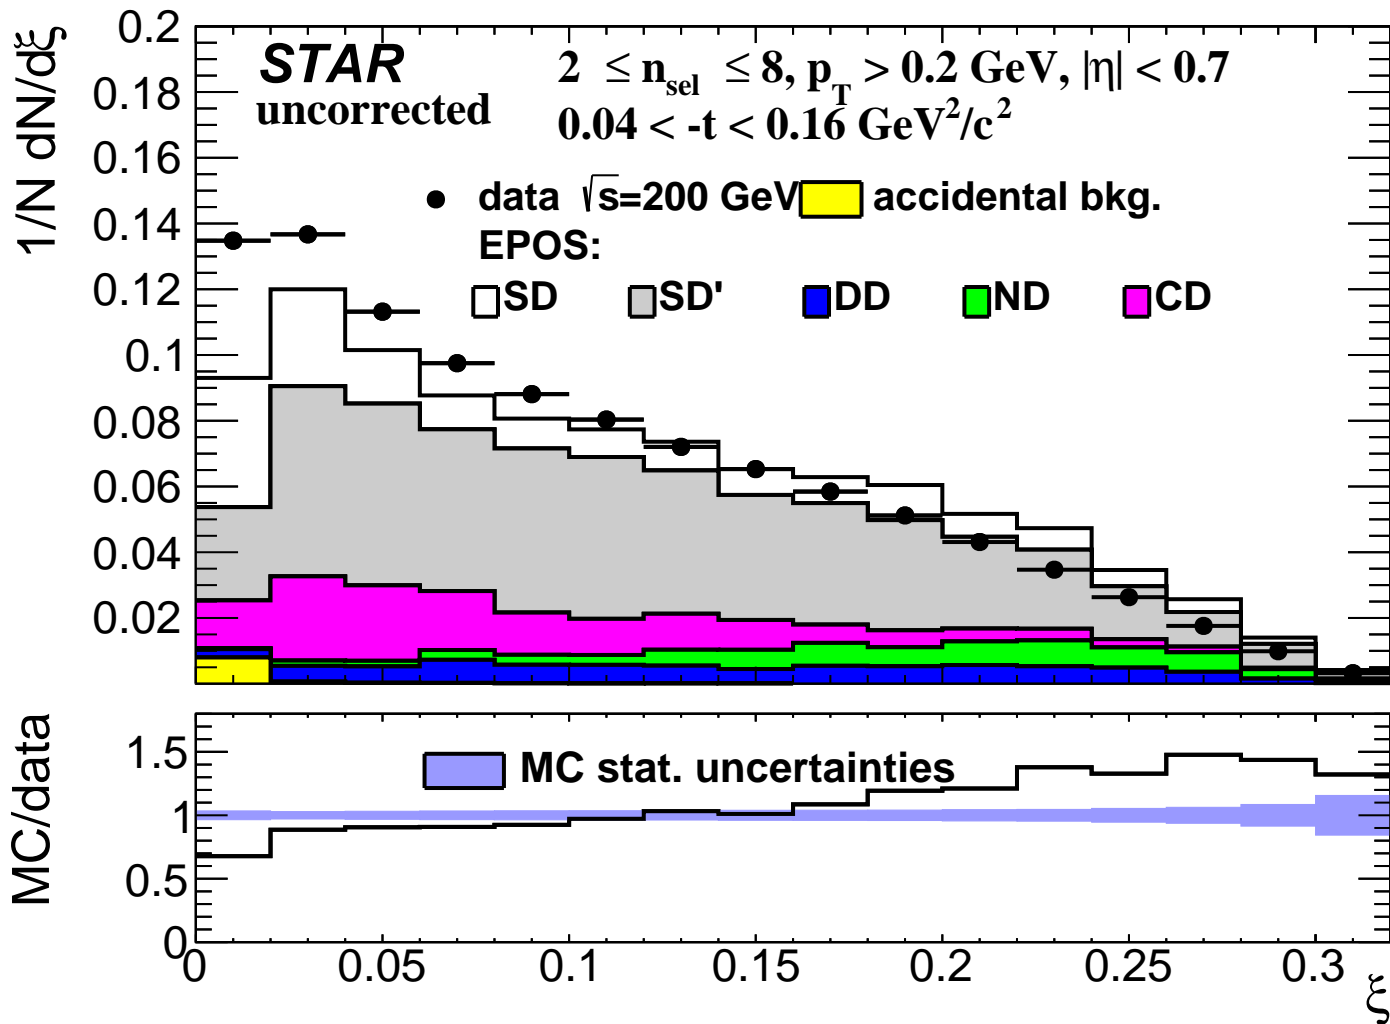 0.2
0.18
0.16
0.14
0.12
0.1
0.08
0.06
0.04
0.02
1/N dN/dξ
STAR
uncorrected
2 ≤ n_sel ≤ 8, p_T > 0.2 GeV, |η| < 0.7
0.04 < -t < 0.16 GeV²/c²
data √s=200 GeV accidental bkg.
EPOS:
SD SD' DD ND CD
MC/data
1.5
1
0.5
0
MC stat. uncertainties
0 0.05 0.1 0.15 0.2 0.25 0.3
ξ